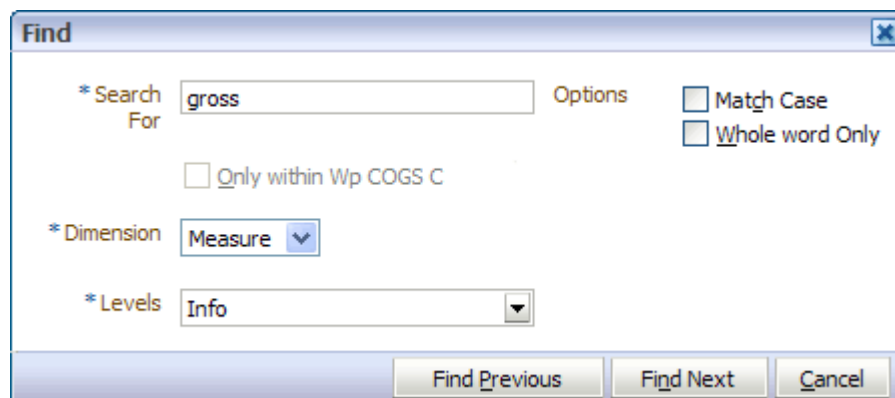 Find
* Search For
gross
Options
Match Case
Whole word Only
Only within Wp COGS C
* Dimension
Measure
* Levels
Info
Find Previous
Find Next
Cancel